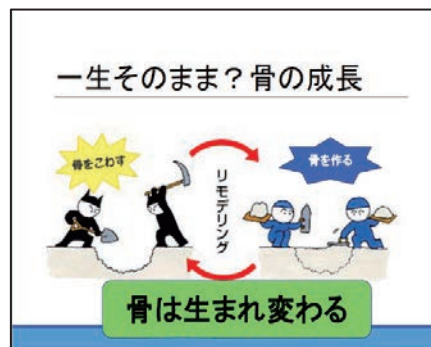 一生そのまま？骨の成長
骨をこわす
リモデリング
骨を作る
骨は生まれ変わる